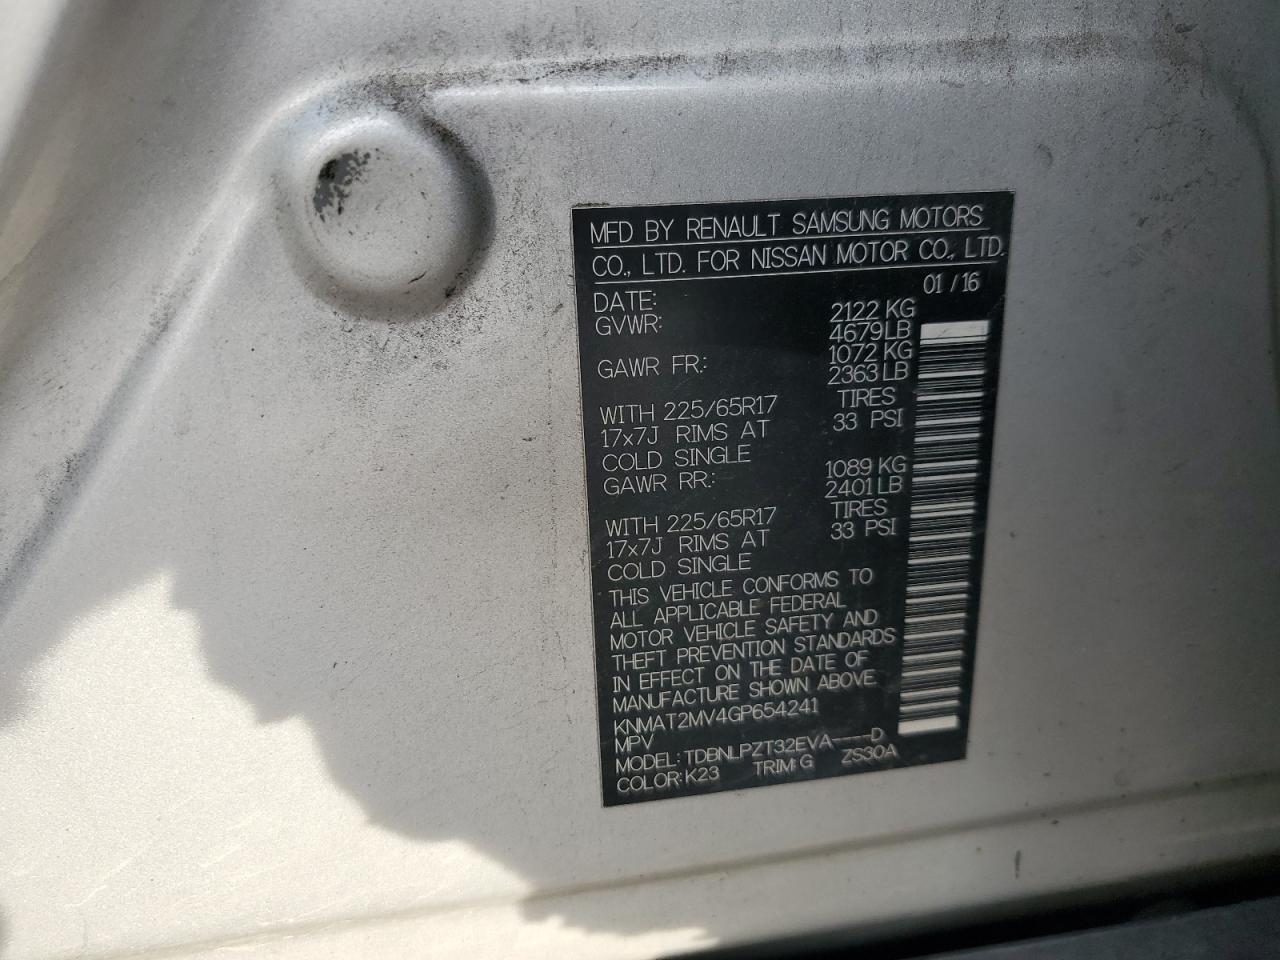 MFD BY RENAULT SAMSUNG MOTORS
CO., LTD. FOR NISSAN MOTOR CO., LTD.
DATE: 01 / 16
GVWR: 2122 KG
4679 LB
GAWR FR.: 1072 KG
2363 LB
WITH 225/65R17 TIRES
17x7J RIMS AT 33 PSI
COLD SINGLE
GAWR RR.: 1089 KG
2401 LB
WITH 225/65R17 TIRES
17x7J RIMS AT 33 PSI
COLD SINGLE
THIS VEHICLE CONFORMS TO
ALL APPLICABLE FEDERAL
MOTOR VEHICLE SAFETY AND
THEFT PREVENTION STANDARDS
IN EFFECT ON THE DATE OF
MANUFACTURE SHOWN ABOVE.
KNMAT2MV4GP654241
MPV
MODEL: TDBNLPZT32EVA----D
COLOR: K23 TRIM: G ZS30A